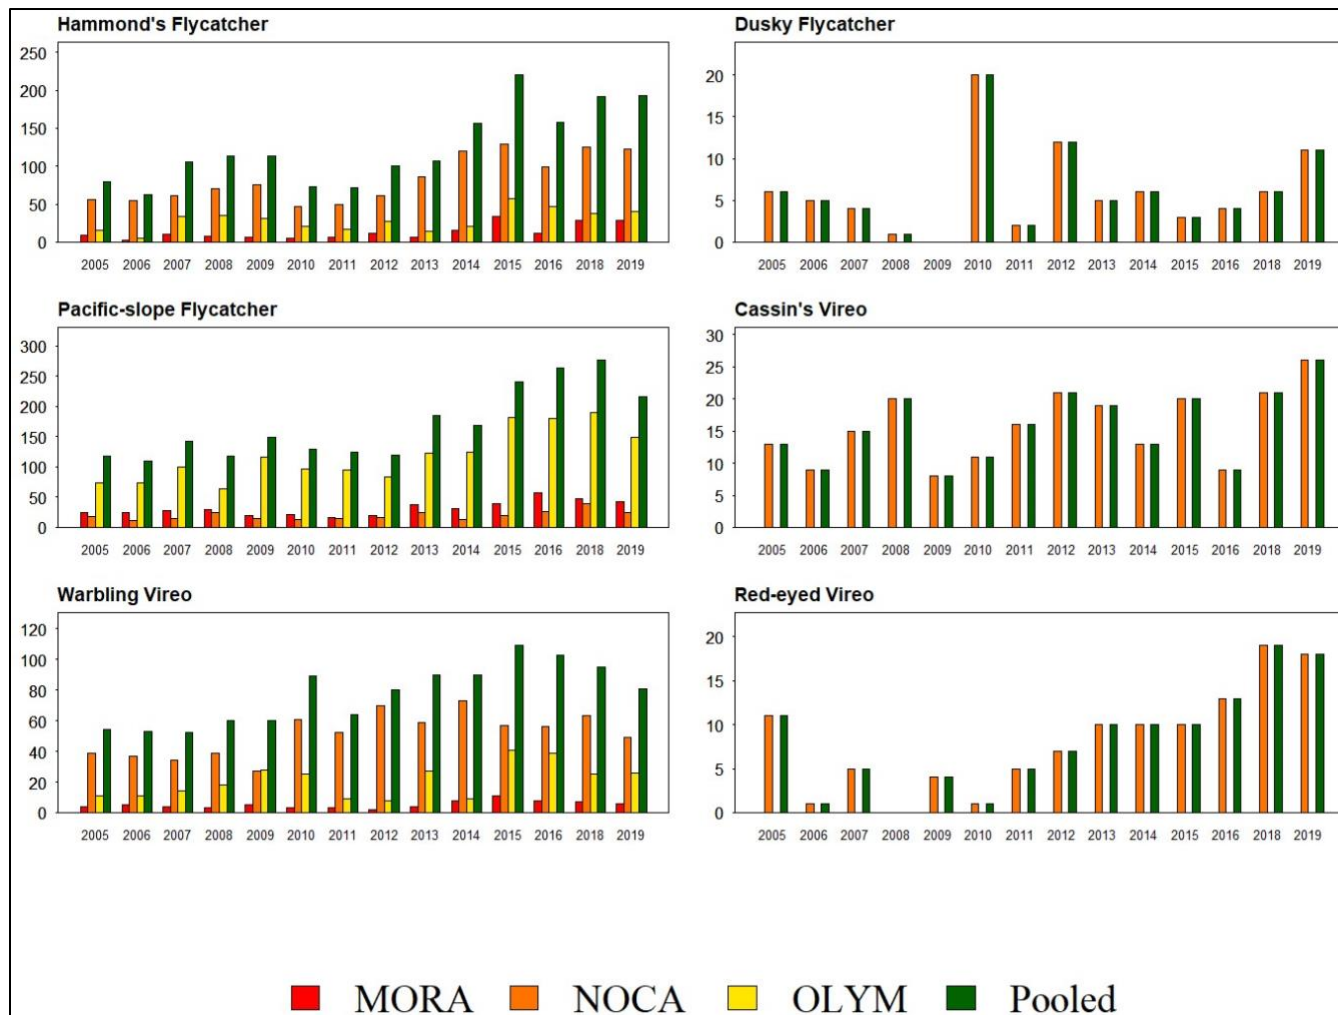 Hammond's Flycatcher
250
200
150
100
50
0
2005 2006 2007 2008 2009 2010 2011 2012 2013 2014 2015 2016 2018 2019
Dusky Flycatcher
20
15
10
5
0
2005 2006 2007 2008 2009 2010 2011 2012 2013 2014 2015 2016 2018 2019
Pacific-slope Flycatcher
300
250
200
150
100
50
0
2005 2006 2007 2008 2009 2010 2011 2012 2013 2014 2015 2016 2018 2019
Cassin's Vireo
30
25
20
15
10
5
0
2005 2006 2007 2008 2009 2010 2011 2012 2013 2014 2015 2016 2018 2019
Warbling Vireo
120
100
80
60
40
20
0
2005 2006 2007 2008 2009 2010 2011 2012 2013 2014 2015 2016 2018 2019
Red-eyed Vireo
20
15
10
5
0
2005 2006 2007 2008 2009 2010 2011 2012 2013 2014 2015 2016 2018 2019
MORA NOCA OLYM Pooled